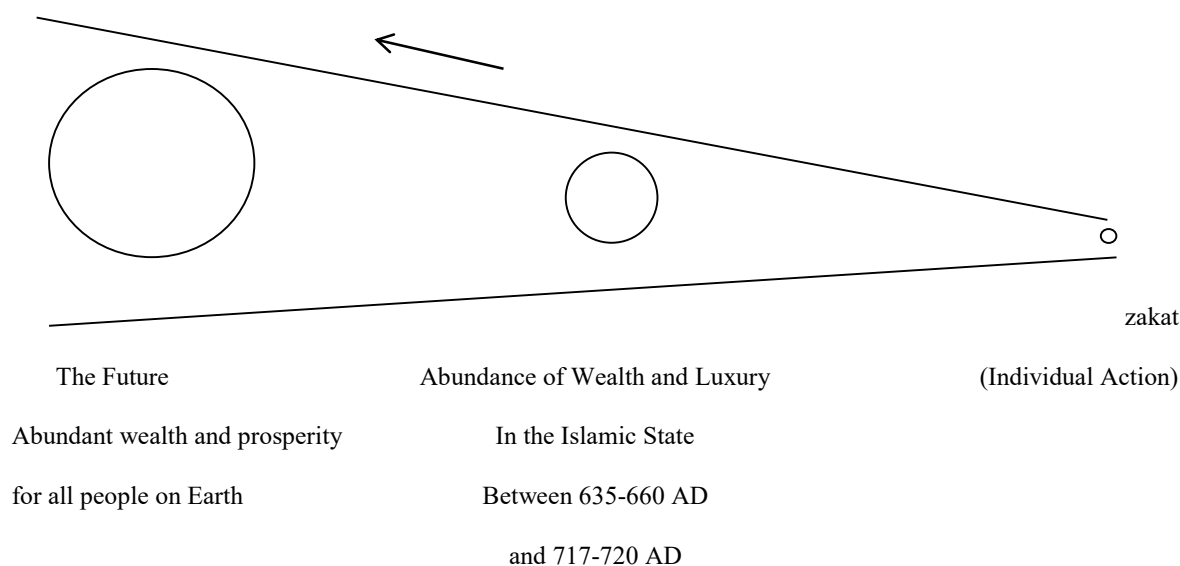 zakat
The Future Abundance of Wealth and Luxury (Individual Action)
Abundant wealth and prosperity In the Islamic State
for all people on Earth Between 635-660 AD
and 717-720 AD